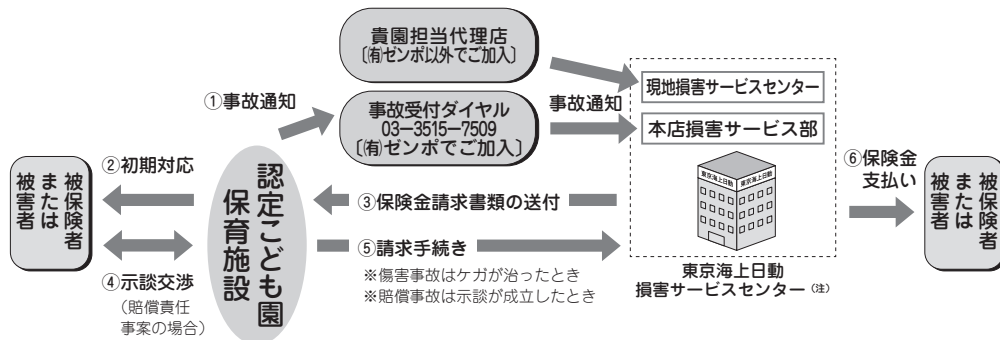 貴園担当代理店
〔㈲ゼンポ以外でご加入〕
①事故通知
事故受付ダイヤル
03−3515−7509
〔㈲ゼンポでご加入〕
事故通知
現地損害サービスセンター
本店損害サービス部
被保険者
または
被害者
②初期対応
④示談交渉
(賠償責任
事案の場合)
認定こども園
保育施設
③保険金請求書類の送付
⑤請求手続き
※傷害事故はケガが治ったとき
※賠償事故は示談が成立したとき
東京海上日動
東京海上日動
東京海上日動
損害サービスセンター(注)
⑥保険金
支払い
被保険者
または
被害者